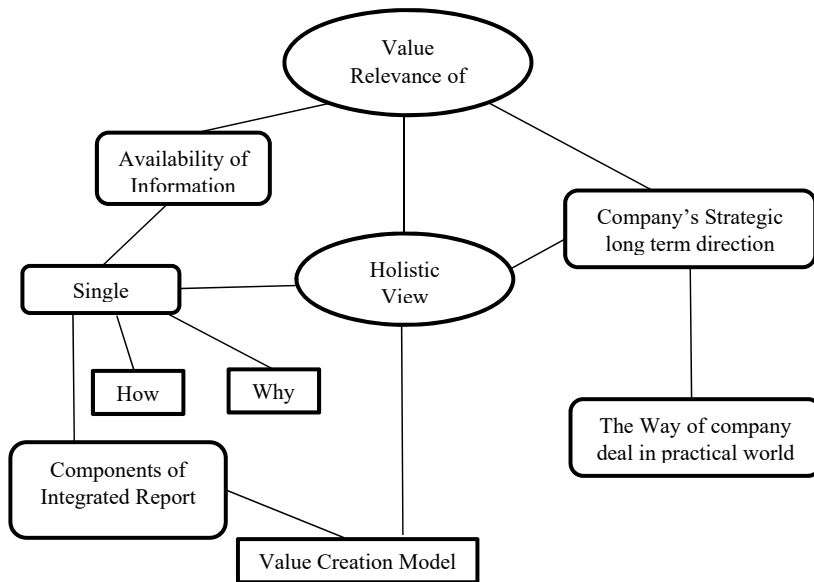 Value
Relevance of
Availability of
Information
Company's Strategic
long term direction
Holistic
View
Single
How
Why
The Way of company
deal in practical world
Components of
Integrated Report
Value Creation Model